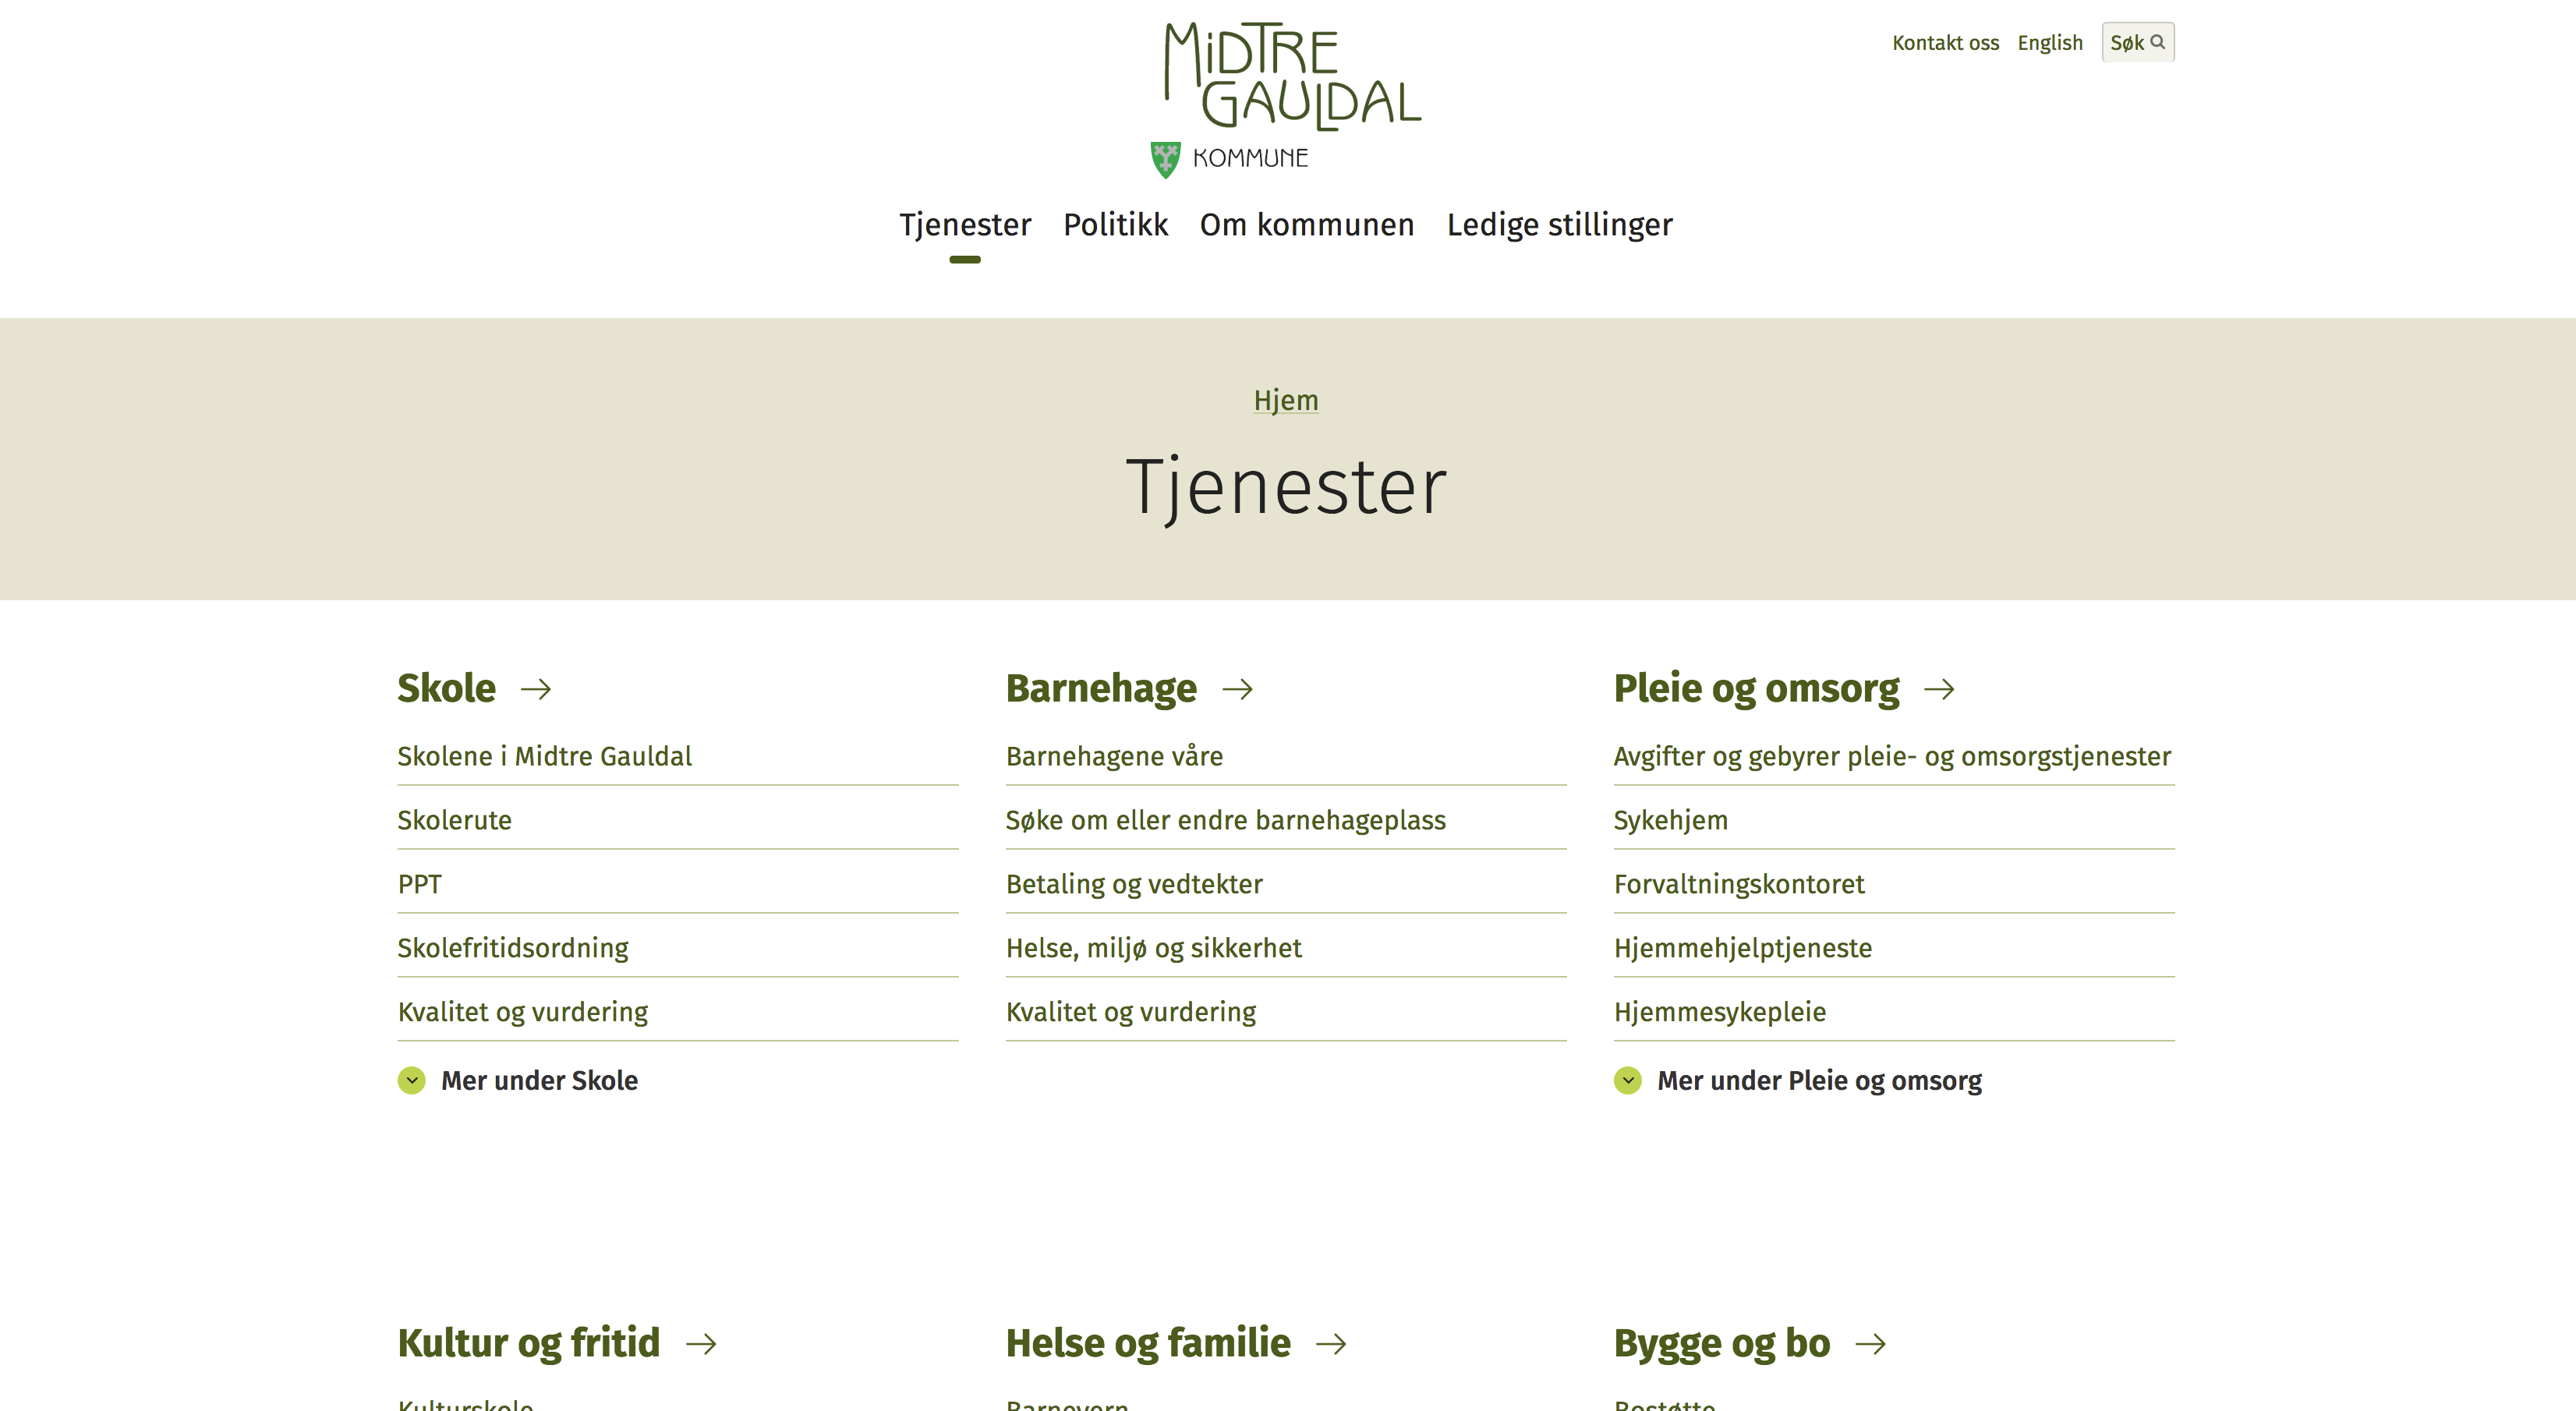 MIDTRE
GAULDAL
KOMMUNE
Kontakt oss English Søk
Tjenester Politikk Om kommunen Ledige stillinger
Hjem
Tjenester
Skole
Skolene i Midtre Gauldal
Skolerute
PPT
Skolefritidsordning
Kvalitet og vurdering
Mer under Skole
Barnehage
Barnehagene våre
Søke om eller endre barnehageplass
Betaling og vedtekter
Helse, miljø og sikkerhet
Kvalitet og vurdering
Pleie og omsorg
Avgifter og gebyrer pleie- og omsorgstjenester
Sykehjem
Forvaltningskontoret
Hjemmehjelptjeneste
Hjemmesykepleie
Mer under Pleie og omsorg
Kultur og fritid
Kulturskole
Helse og familie
Barnevern
Bygge og bo
Bostøtte